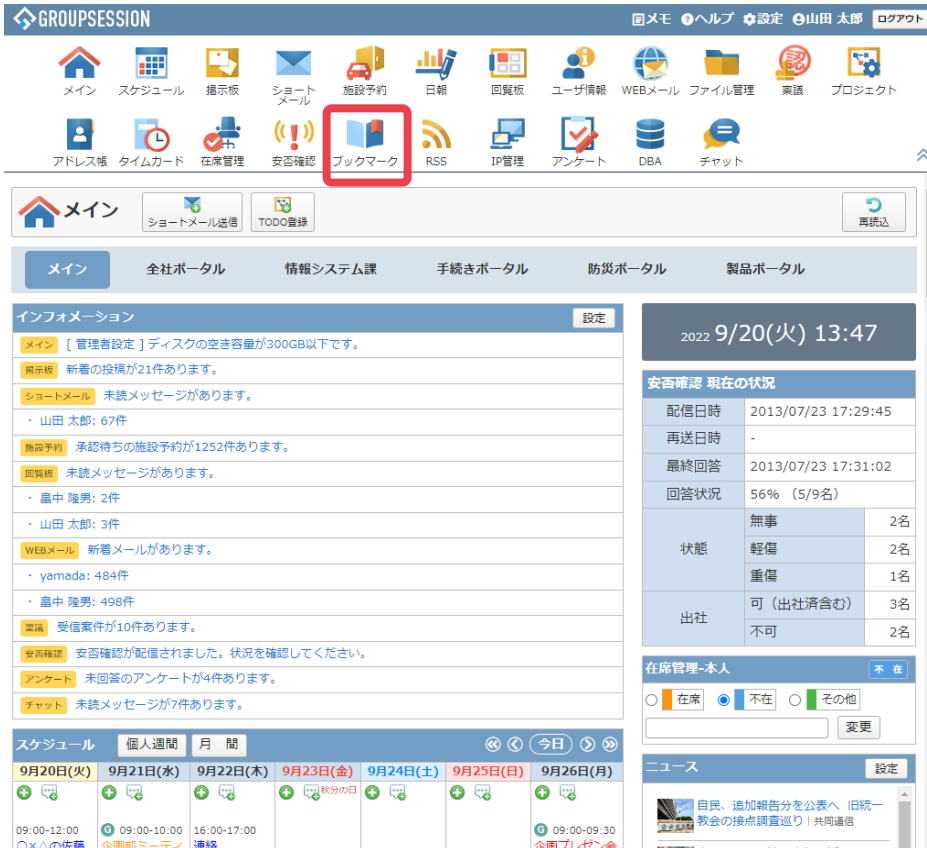 GROUPSESSION
メモ ヘルプ 設定 山田 太郎 ログアウト
メイン スケジュール 掲示板 ショートメール 施設予約 日報 回覧板 ユーザ情報 WEBメール ファイル管理 稟議 プロジェクト
アドレス帳 タイムカード 在席管理 安否確認 ブックマーク RSS IP管理 アンケート DBA チャット
メイン ショートメール送信 TODO登録 再読込
メイン 全社ポータル 情報システム課 手続きポータル 防災ポータル 製品ポータル
インフォメーション 設定
メイン [ 管理者設定 ] ディスクの空き容量が300GB以下です。
掲示板 新着の投稿が21件あります。
ショートメール 未読メッセージがあります。
・ 山田 太郎: 67件
施設予約 承認待ちの施設予約が1252件あります。
回覧板 未読メッセージがあります。
・ 畠中 隆男: 2件
・ 山田 太郎: 3件
WEBメール 新着メールがあります。
・ yamada: 484件
・ 畠中 隆男: 498件
稟議 受信案件が10件あります。
安否確認 安否確認が配信されました。状況を確認してください。
アンケート 未回答のアンケートが4件あります。
チャット 未読メッセージが7件あります。
スケジュール 個人週間 月 間 今日
9月20日(火) 9月21日(水) 9月22日(木) 9月23日(金) 9月24日(土) 9月25日(日) 9月26日(月)
秋分の日
09:00-12:00 G 09:00-10:00 16:00-17:00 G 09:00-09:30
○×△の佐藤 企画部ミーティ 連絡 企画プレゼン会
2022 9/20(火) 13:47
安否確認 現在の状況
配信日時 2013/07/23 17:29:45
再送日時 -
最終回答 2013/07/23 17:31:02
回答状況 56% (5/9名)
状態 無事 2名
軽傷 2名
重傷 1名
出社 可（出社済含む） 3名
不可 2名
在席管理-本人 不 在
在席 不在 その他
変更
ニュース 設定
自民、追加報告分を公表へ 旧統一
教会の接点調査巡り | 共同通信